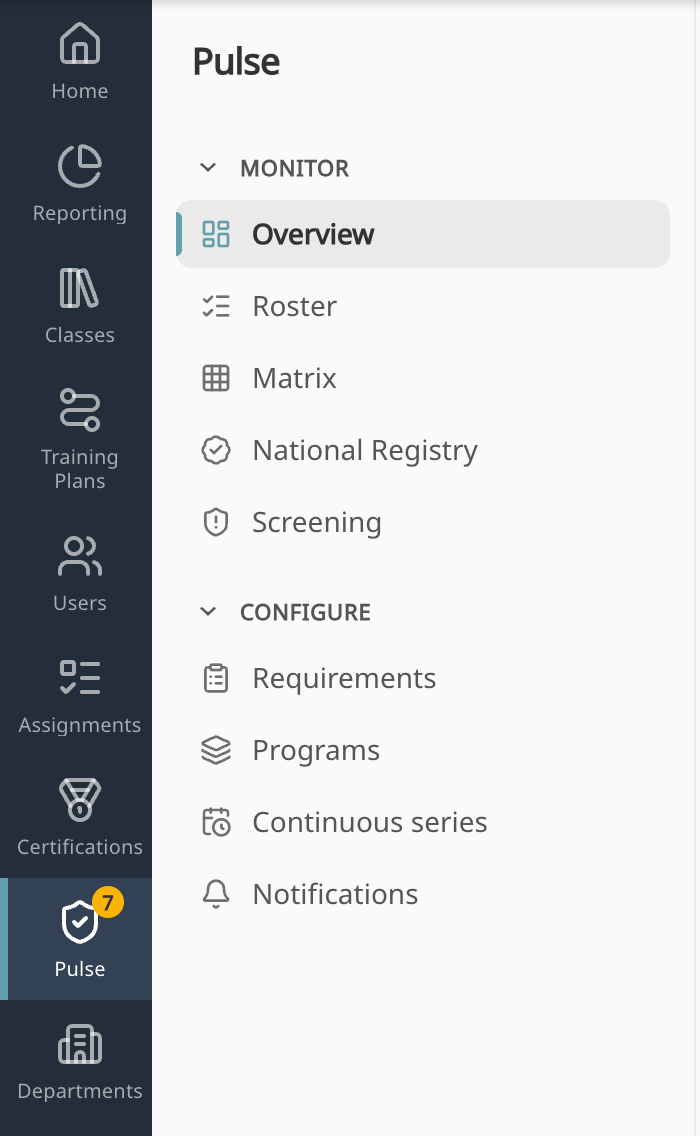 Home
Reporting
Classes
Training
Plans
Users
Assignments
Certifications
7
Pulse
Departments
Pulse
MONITOR
Overview
Roster
Matrix
National Registry
Screening
CONFIGURE
Requirements
Programs
Continuous series
Notifications